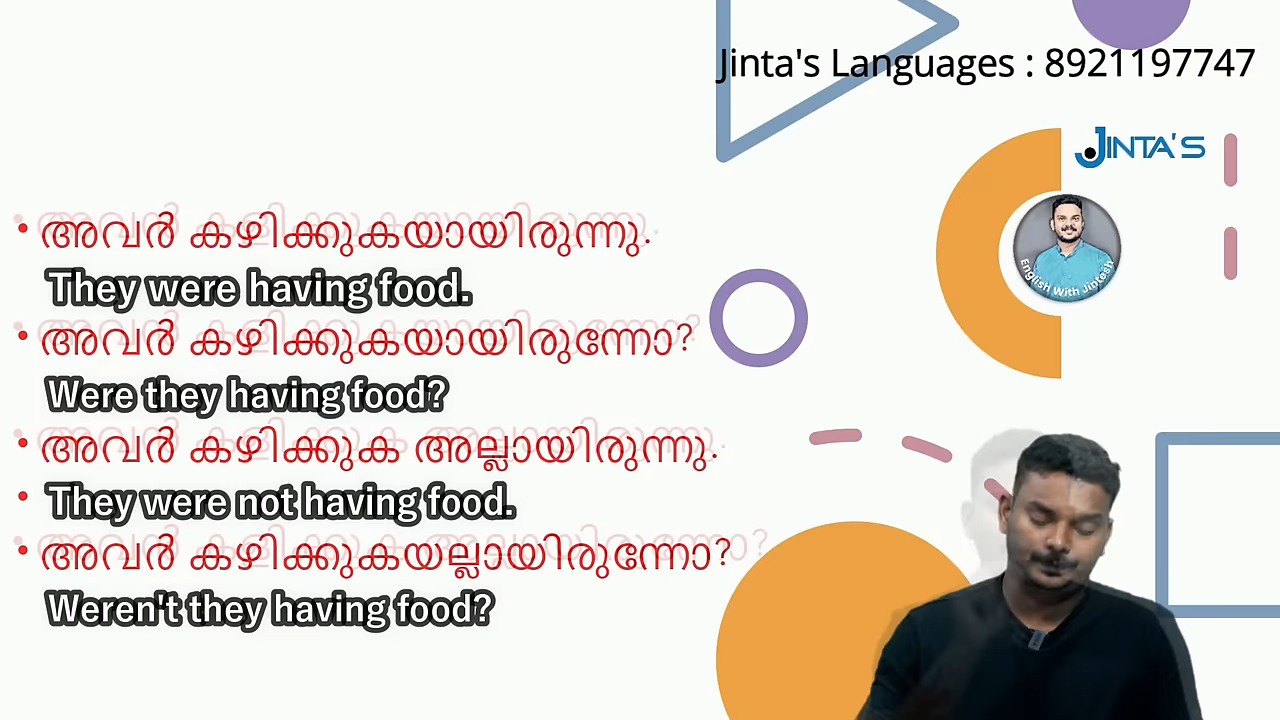 Jinta's Languages : 8921197747
JINTA'S
English With Jintesh
• അവർ കഴിക്കുകയായിരുന്നു.
They were having food.
• അവർ കഴിക്കുകയായിരുന്നോ?
Were they having food?
• അവർ കഴിക്കുക അല്ലായിരുന്നു.
• They were not having food.
• അവർ കഴിക്കുകയല്ലായിരുന്നോ?
Weren't they having food?